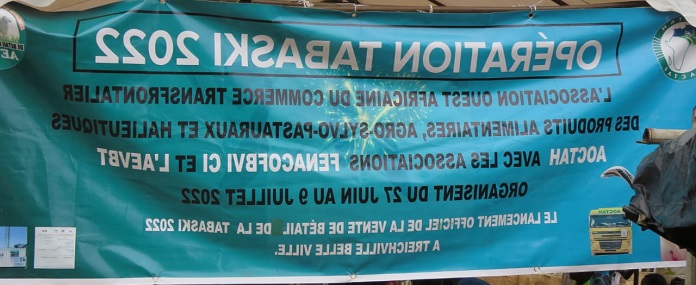 OPÉRATION TABASKI 2022
L'ASSOCIATION OUEST AFRICAINE DU COMMERCE TRANSFRONTALIER
DES PRODUITS ALIMENTAIRES, AGRO-SYLVO-PASTAURAUX ET HALIEUTIQUES
AOCTAH AVEC LES ASSOCIATIONS FENACOFBVI CI ET L'AEVBT
ORGANISENT DU 27 JUIN AU 9 JUILLET 2022
LE LANCEMENT OFFICIEL DE LA VENTE DE BÉTAIL DE LA TABASKI 2022
A TREICHVILLE BELLE VILLE.
AOCTAH